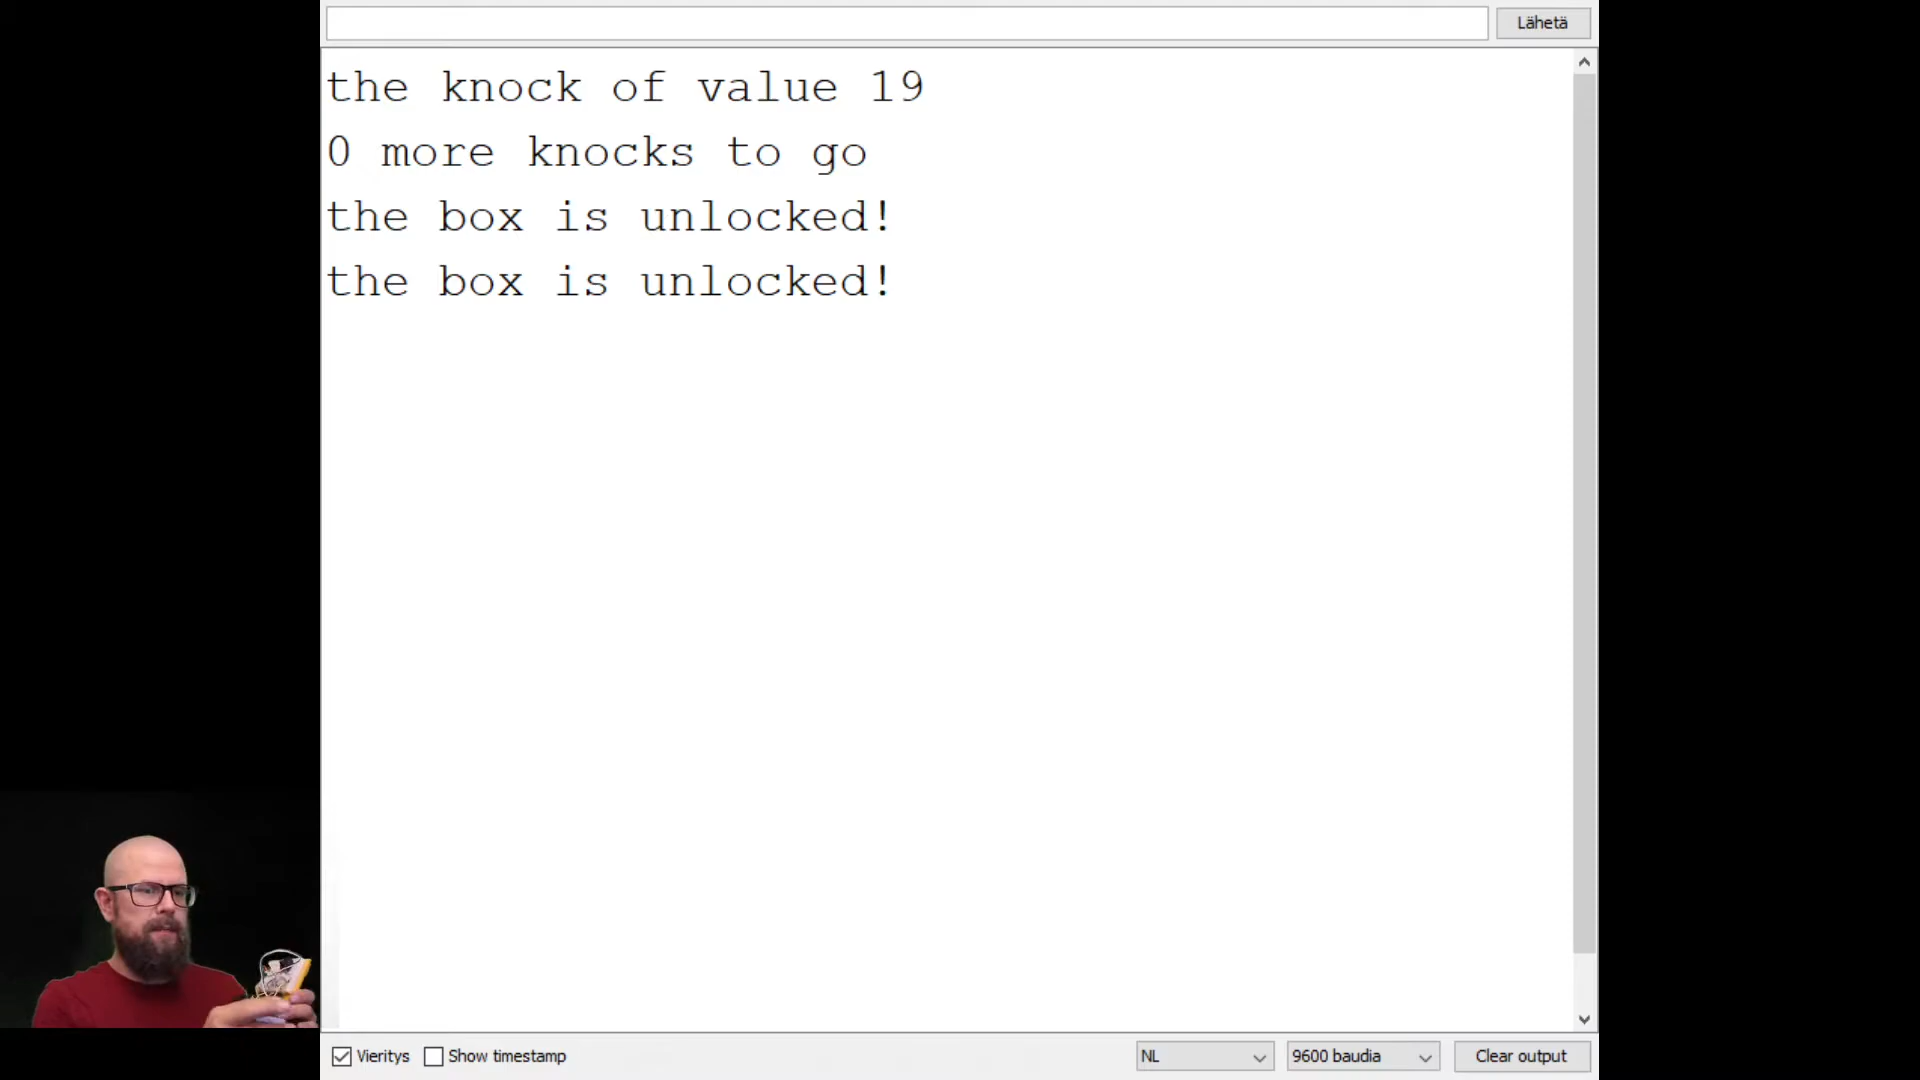 Lähetä
the knock of value 19
0 more knocks to go
the box is unlocked!
the box is unlocked!
Vieritys Show timestamp NL 9600 baudia Clear output